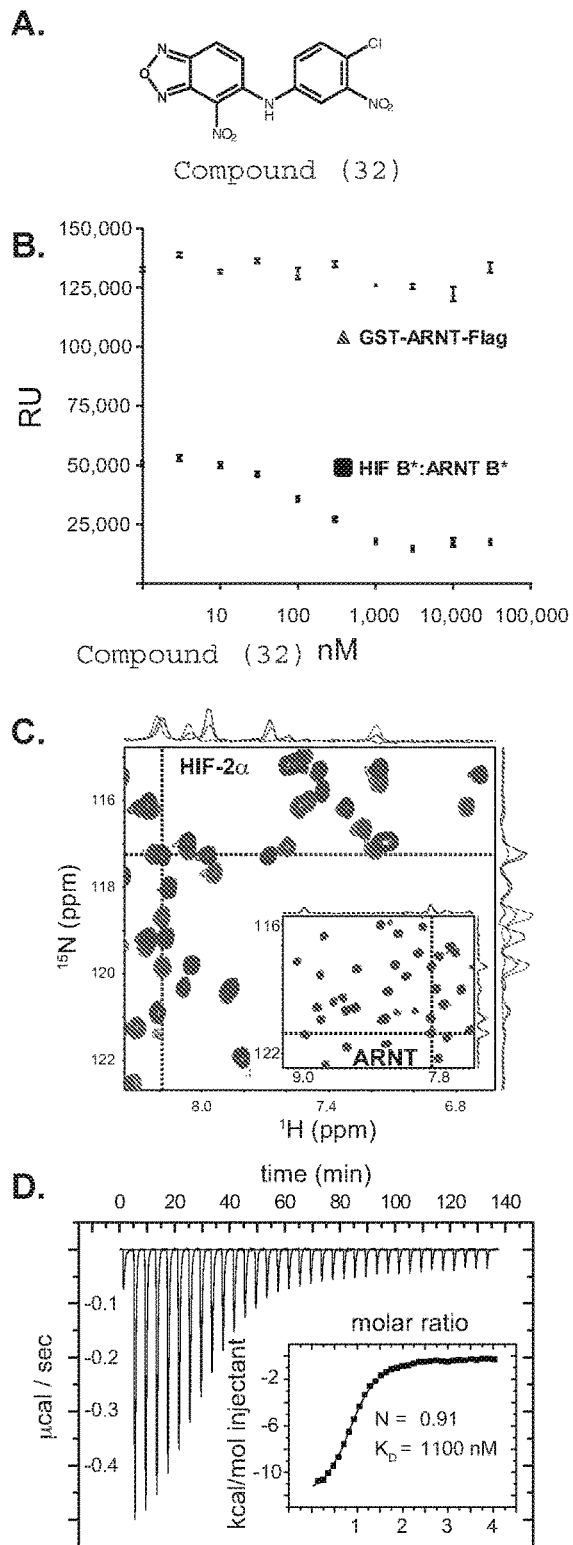 A.
N
O
N
N
H
NO₂
Cl
NO₂
Compound (32)
B.
150,000
125,000
100,000
75,000
50,000
25,000
RU
GST-ARNT-Flag
HIF B*:ARNT B*
10 100 1,000 10,000 100,000
Compound (32) nM
C.
HIF-2α
116
118
120
122
¹⁵N (ppm)
116
122
ARNT
9.0 7.8
8.0 7.4 6.8
¹H (ppm)
D.
time (min)
0 20 40 60 80 100 120 140
-0.1
-0.2
-0.3
-0.4
μcal / sec
molar ratio
-2
-6
-10
kcal/mol injectant
N = 0.91
K_D = 1100 nM
1 2 3 4